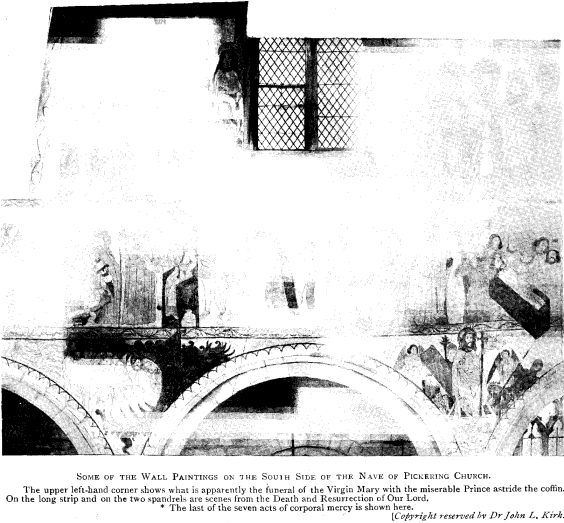 SOME OF THE WALL PAINTINGS ON THE SOUTH SIDE OF THE NAVE OF PICKERING CHURCH.
The upper left-hand corner shows what is apparently the funeral of the Virgin Mary with the miserable Prince astride the coffin.
On the long strip and on the two spandrels are scenes from the Death and Resurrection of Our Lord.
* The last of the seven acts of corporal mercy is shown here.
[Copyright reserved by Dr John L. Kirk.